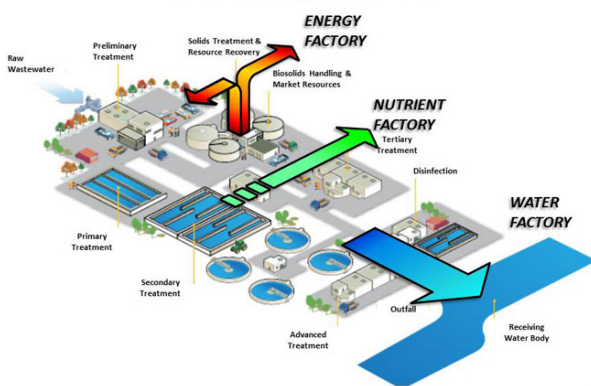 ENERGY
FACTORY
Solids Treatment &
Resource Recovery
Preliminary
Treatment
Raw
Wastewater
Biosolids Handling &
Market Resources
NUTRIENT
FACTORY
Tertiary
Treatment
Disinfection
WATER
FACTORY
Primary
Treatment
Secondary
Treatment
Advanced
Treatment
Outfall
Receiving
Water Body